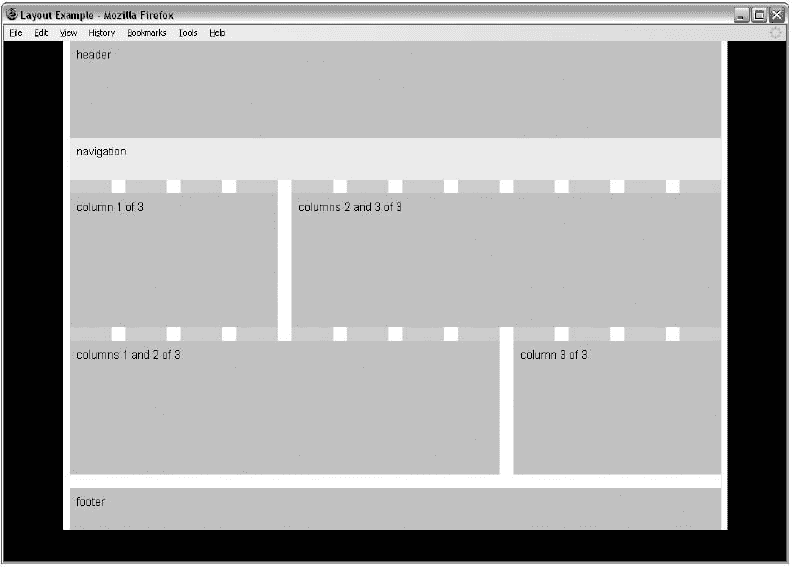 Layout Example - Mozilla Firefox
File Edit View History Bookmarks Tools Help
header
navigation
column 1 of 3
columns 2 and 3 of 3
columns 1 and 2 of 3
column 3 of 3
footer